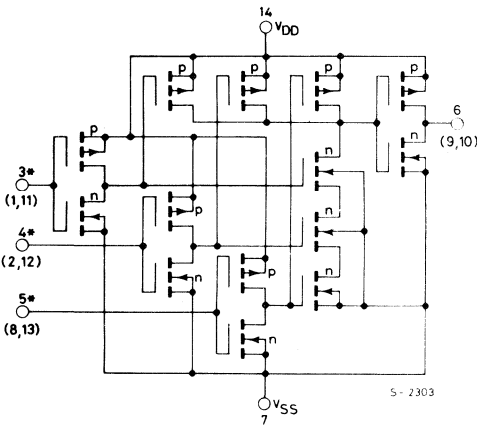 14
VDD
p p p p
6
(9,10)
p
n
n
3*
(1,11)
n
n
4*
(2,12)
p
n
n
p
n
5*
(8,13)
n
S-2303
VSS
7